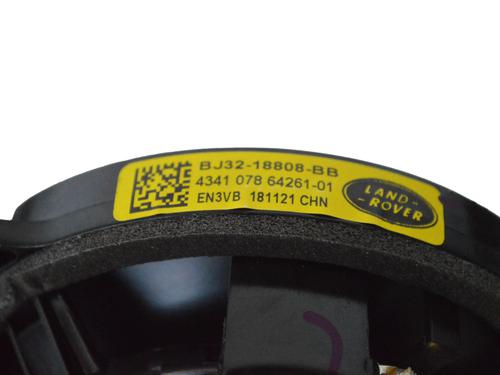 BJ32-18808-BB
4341 078 64261-01
EN3VB 181121 CHN
LAND-
-ROVER